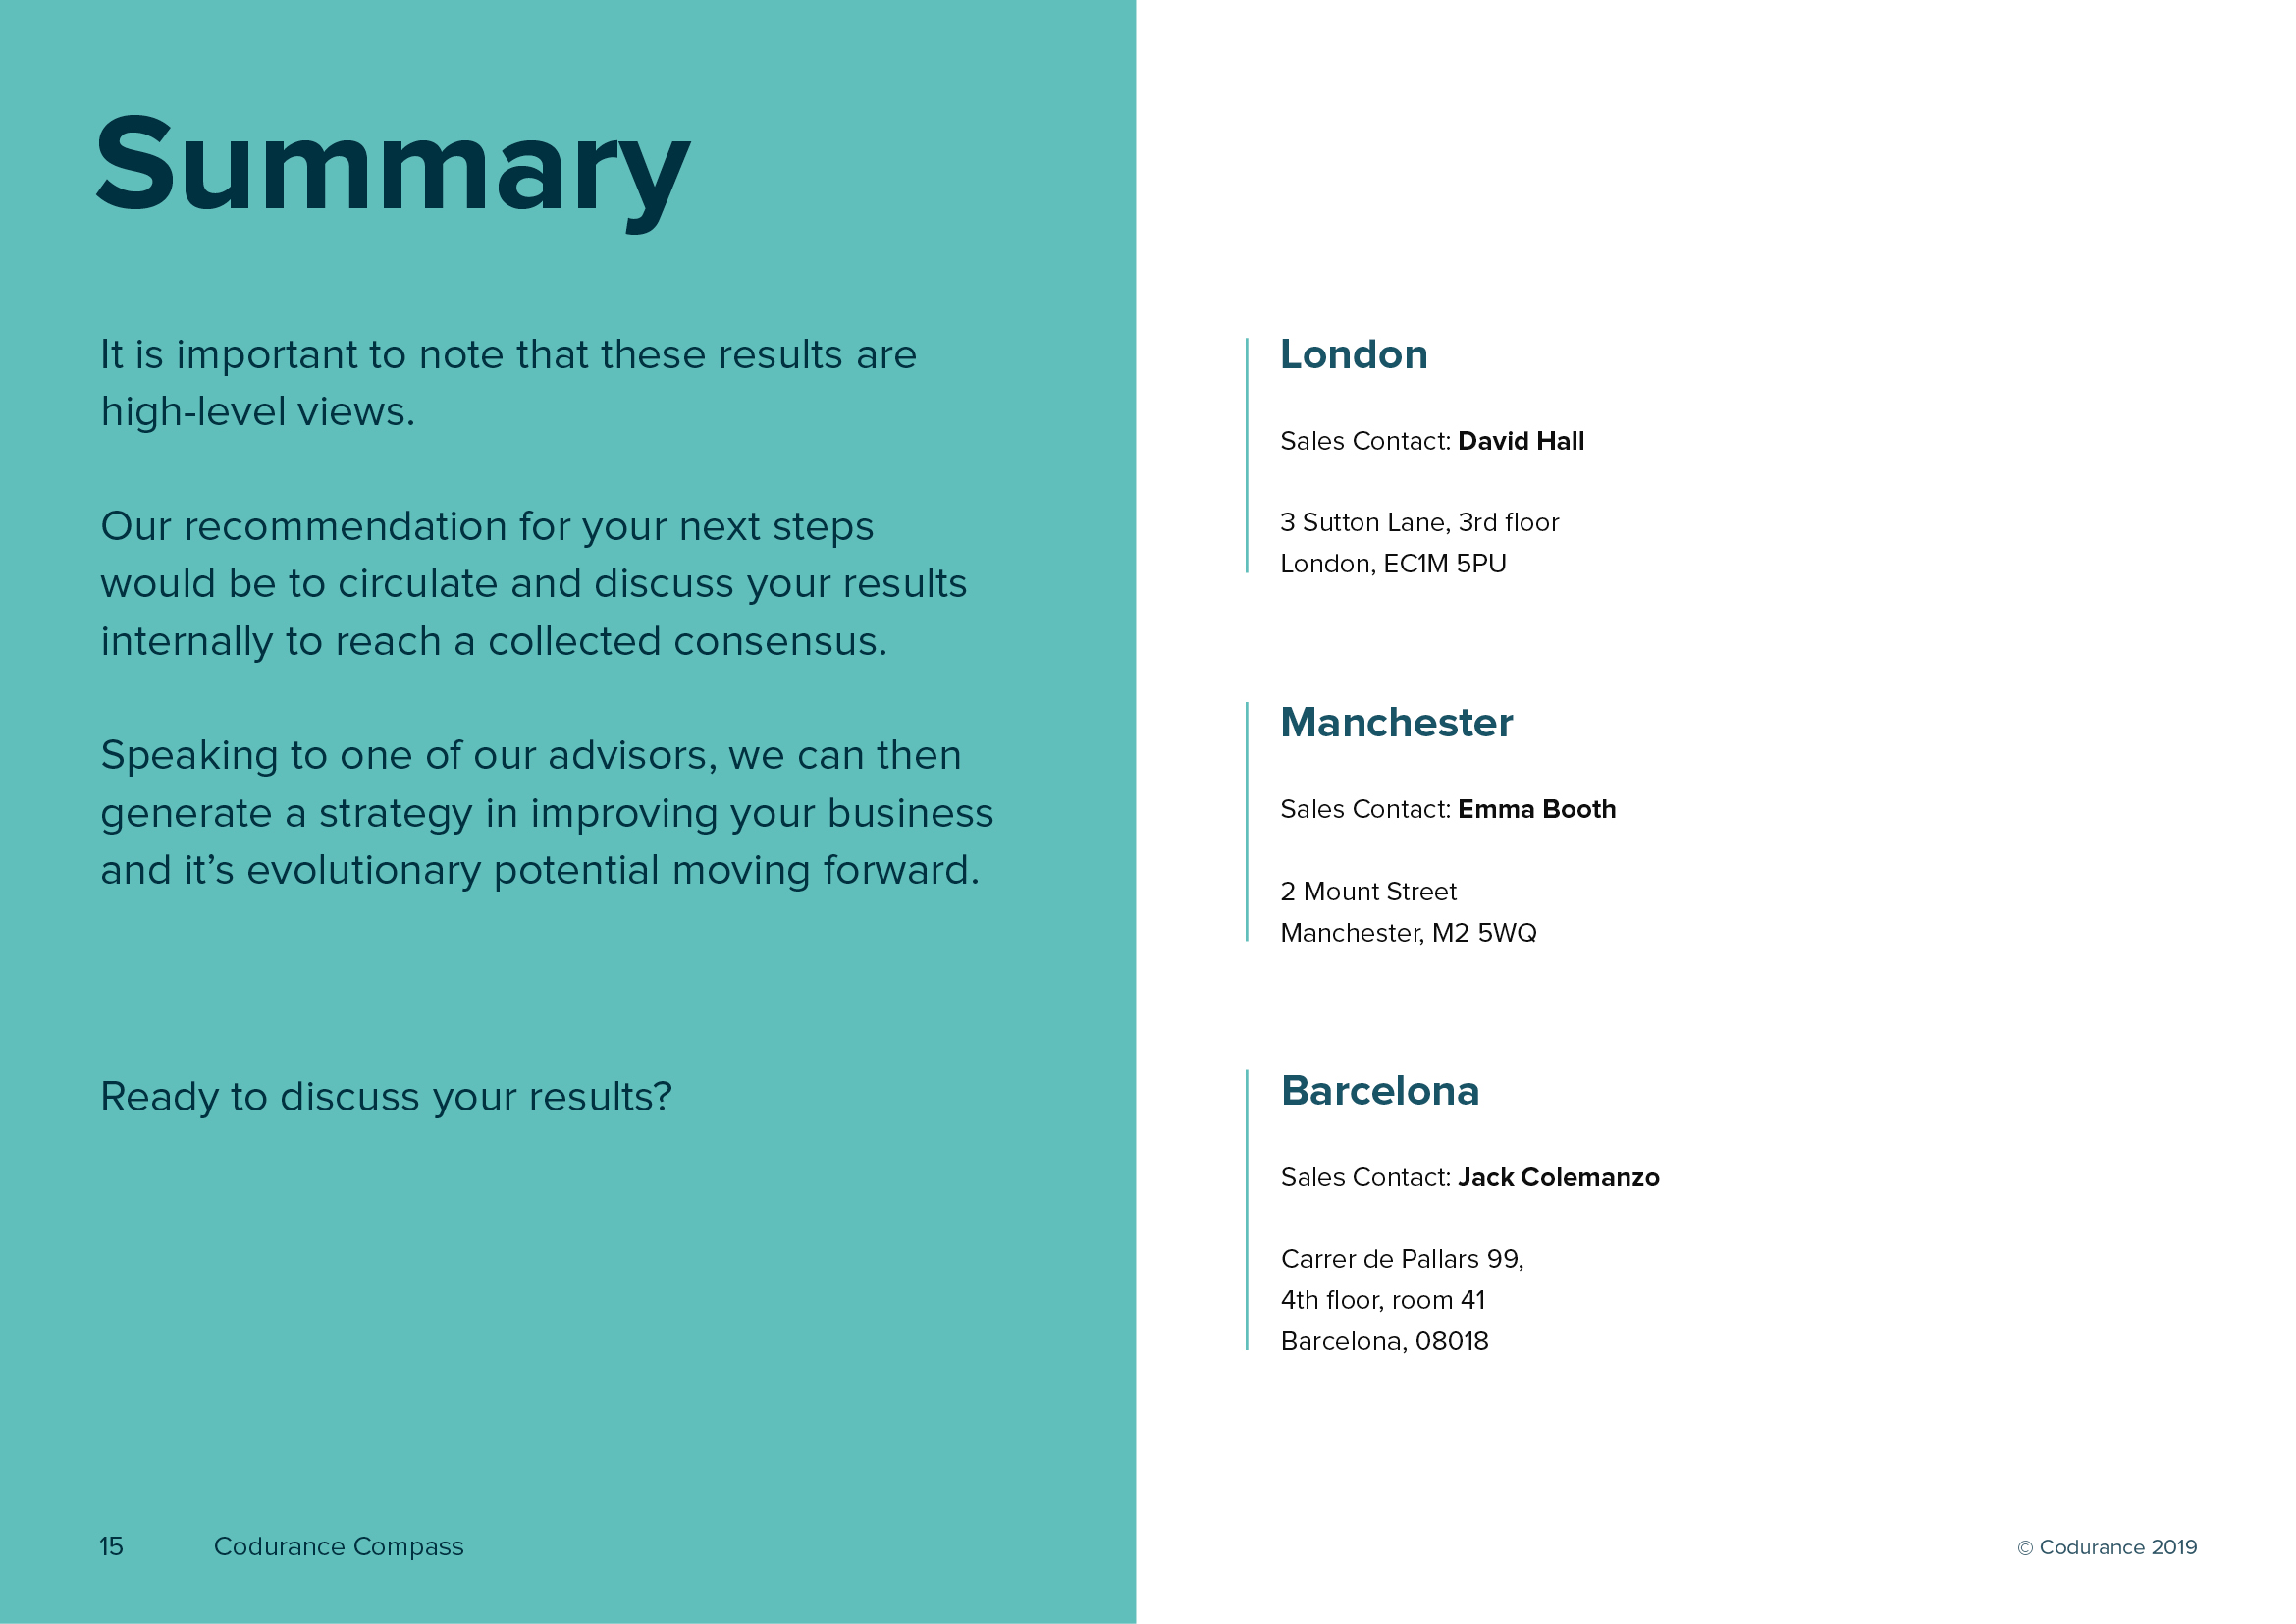 Summary
It is important to note that these results are
high-level views.
Our recommendation for your next steps
would be to circulate and discuss your results
internally to reach a collected consensus.
Speaking to one of our advisors, we can then
generate a strategy in improving your business
and it’s evolutionary potential moving forward.
Ready to discuss your results?
London
Sales Contact: David Hall
3 Sutton Lane, 3rd floor
London, EC1M 5PU
Manchester
Sales Contact: Emma Booth
2 Mount Street
Manchester, M2 5WQ
Barcelona
Sales Contact: Jack Colemanzo
Carrer de Pallars 99,
4th floor, room 41
Barcelona, 08018
15 Codurance Compass
© Codurance 2019